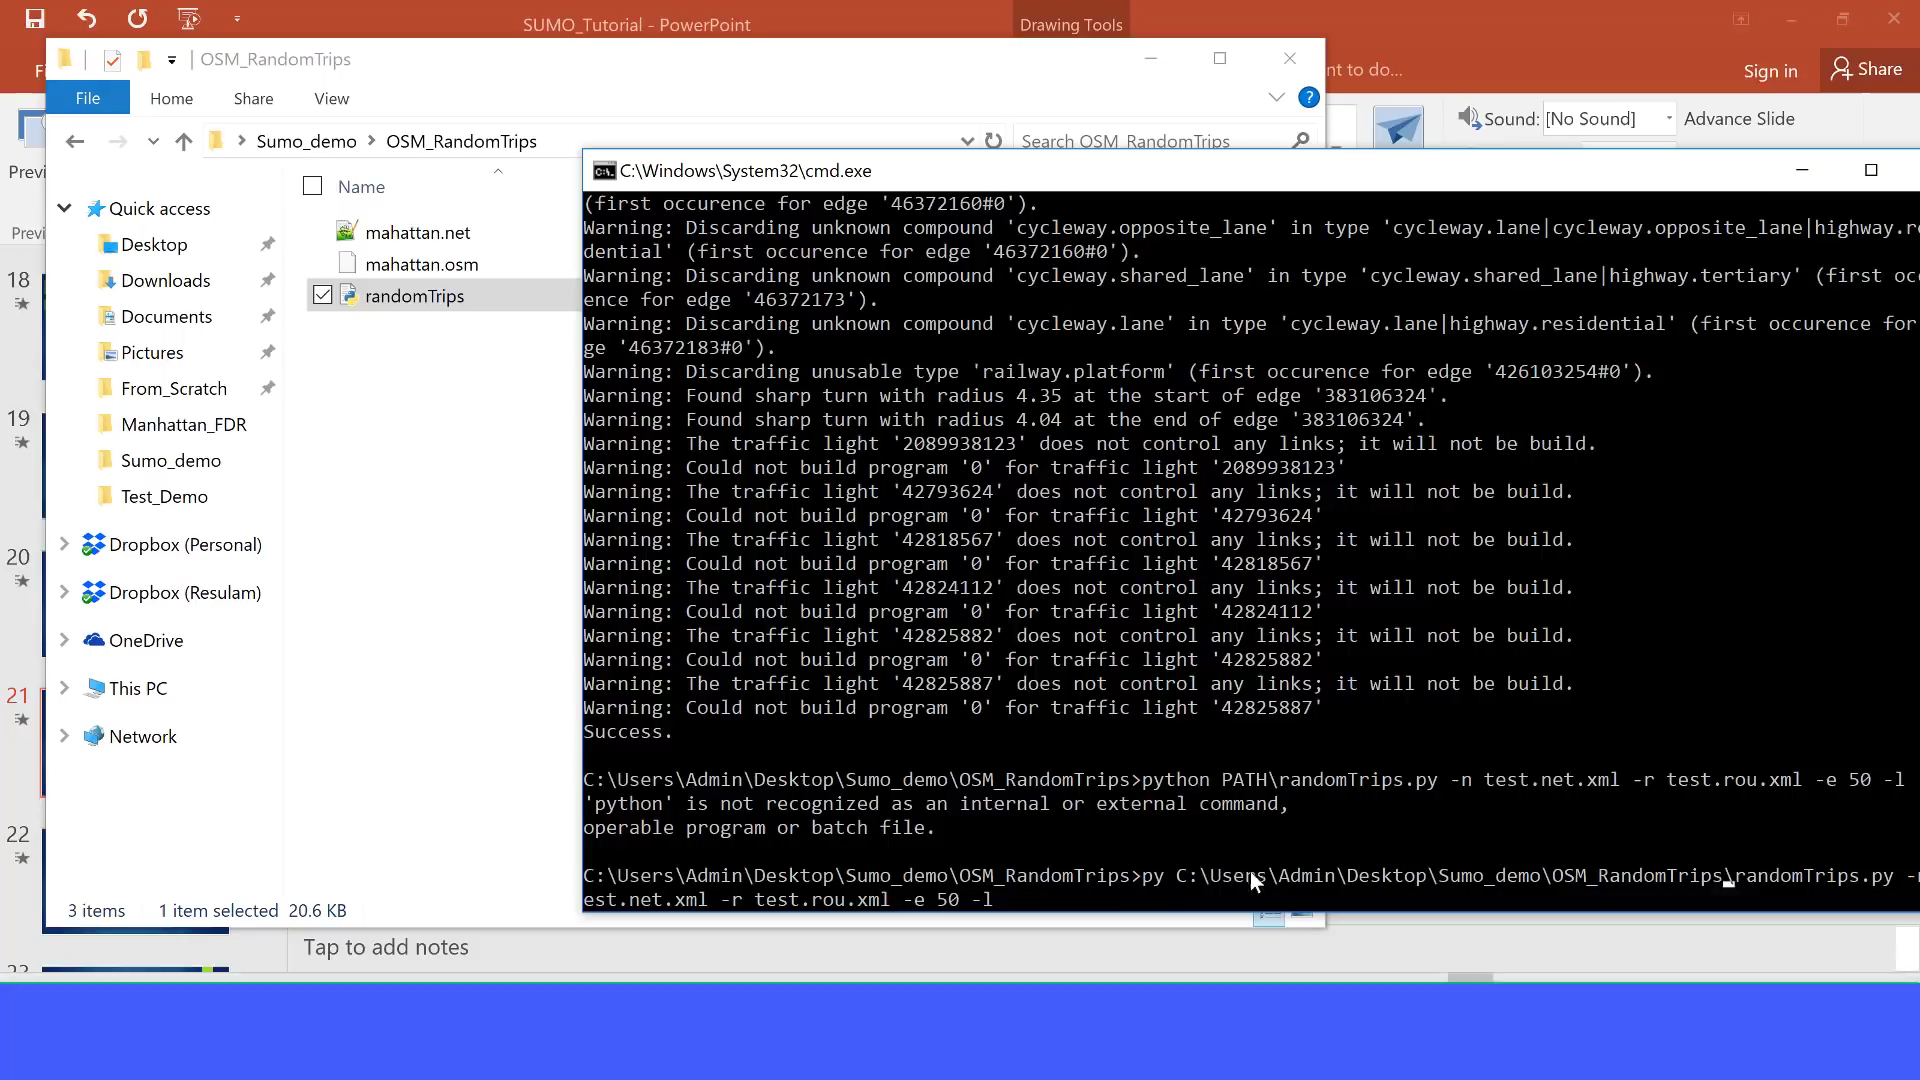 SUMO_Tutorial - PowerPoint
Drawing Tools
OSM_RandomTrips
nt to do...
Sign in
Share
File
Home
Share
View
?
Sound:
[No Sound]
Advance Slide
Sumo_demo
OSM_RandomTrips
Search OSM_RandomTrips
Previ
C:\Windows\System32\cmd.exe
Name
Previ
Quick access
Desktop
Downloads
Documents
Pictures
From_Scratch
Manhattan_FDR
Sumo_demo
Test_Demo
Dropbox (Personal)
Dropbox (Resulam)
OneDrive
This PC
Network
mahattan.net
mahattan.osm
randomTrips
18
19
20
21
22
(first occurence for edge '46372160#0').
Warning: Discarding unknown compound 'cycleway.opposite_lane' in type 'cycleway.lane|cycleway.opposite_lane|highway.re
dential' (first occurence for edge '46372160#0').
Warning: Discarding unknown compound 'cycleway.shared_lane' in type 'cycleway.shared_lane|highway.tertiary' (first occ
ence for edge '46372173').
Warning: Discarding unknown compound 'cycleway.lane' in type 'cycleway.lane|highway.residential' (first occurence for
ge '46372183#0').
Warning: Discarding unusable type 'railway.platform' (first occurence for edge '426103254#0').
Warning: Found sharp turn with radius 4.35 at the start of edge '383106324'.
Warning: Found sharp turn with radius 4.04 at the end of edge '383106324'.
Warning: The traffic light '2089938123' does not control any links; it will not be build.
Warning: Could not build program '0' for traffic light '2089938123'
Warning: The traffic light '42793624' does not control any links; it will not be build.
Warning: Could not build program '0' for traffic light '42793624'
Warning: The traffic light '42818567' does not control any links; it will not be build.
Warning: Could not build program '0' for traffic light '42818567'
Warning: The traffic light '42824112' does not control any links; it will not be build.
Warning: Could not build program '0' for traffic light '42824112'
Warning: The traffic light '42825882' does not control any links; it will not be build.
Warning: Could not build program '0' for traffic light '42825882'
Warning: The traffic light '42825887' does not control any links; it will not be build.
Warning: Could not build program '0' for traffic light '42825887'
Success.
C:\Users\Admin\Desktop\Sumo_demo\OSM_RandomTrips>python PATH\randomTrips.py -n test.net.xml -r test.rou.xml -e 50 -l
'python' is not recognized as an internal or external command,
operable program or batch file.
C:\Users\Admin\Desktop\Sumo_demo\OSM_RandomTrips>py C:\Users\Admin\Desktop\Sumo_demo\OSM_RandomTrips\randomTrips.py -n
est.net.xml -r test.rou.xml -e 50 -l
3 items
1 item selected
20.6 KB
Tap to add notes